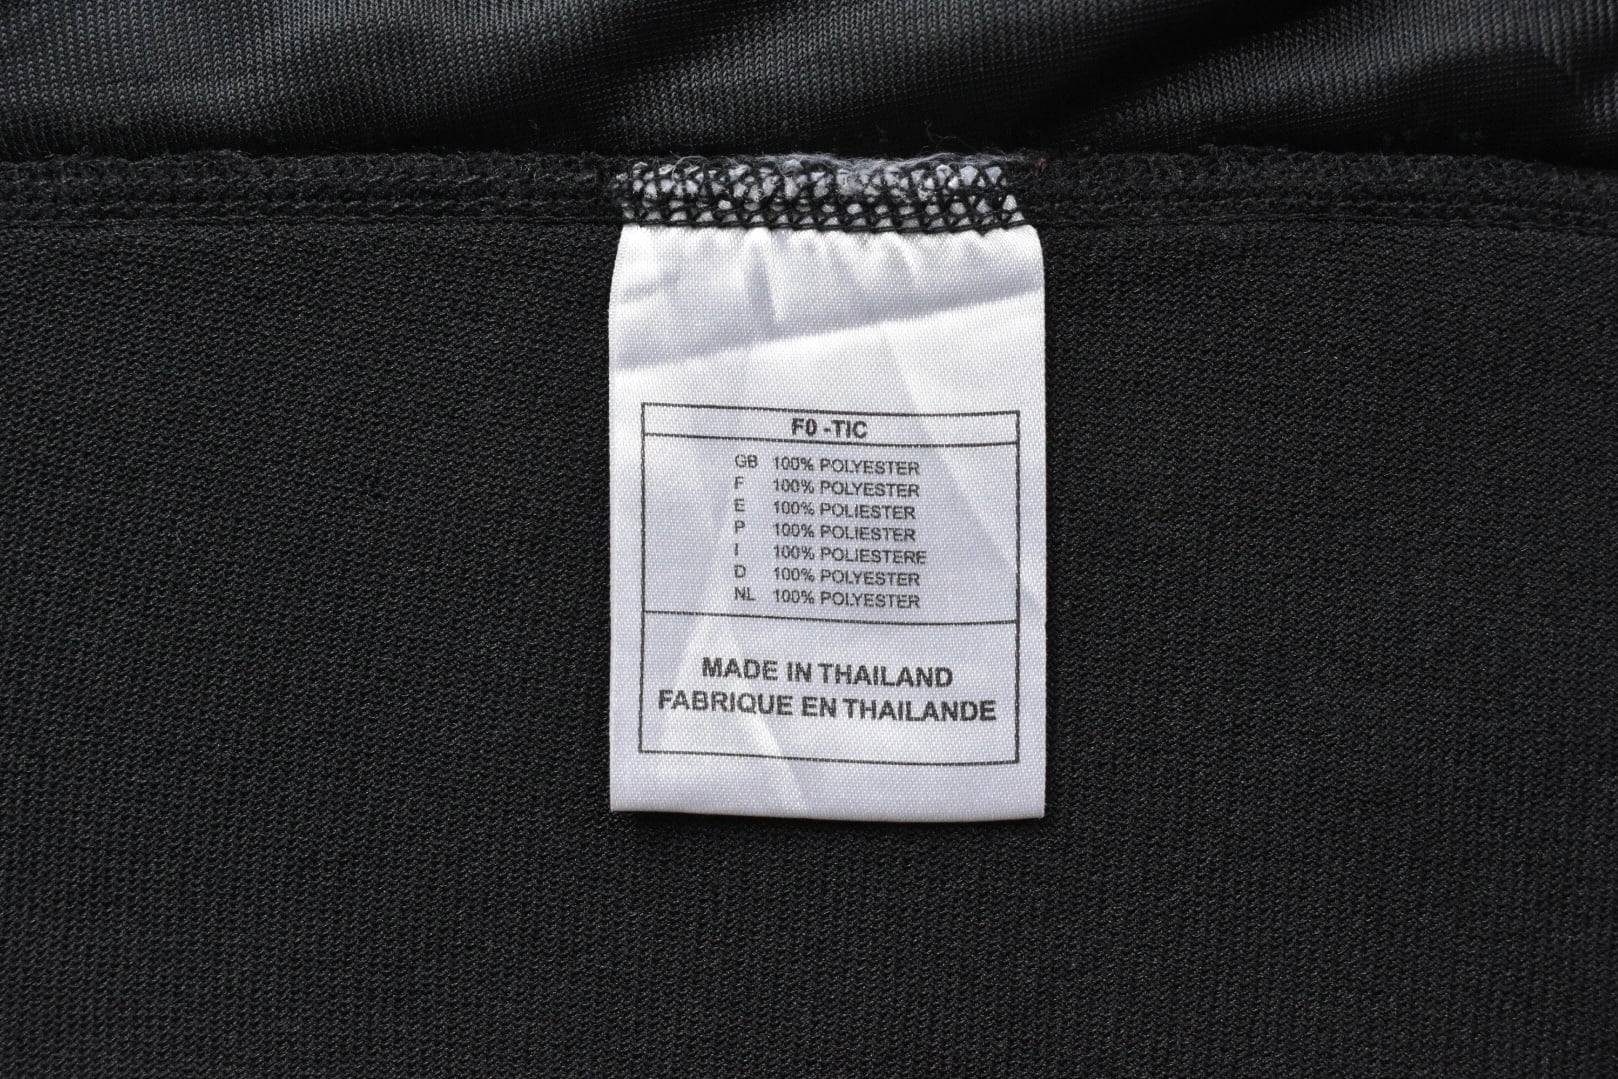 F0 -TIC
GB 100% POLYESTER
F 100% POLYESTER
E 100% POLIESTER
P 100% POLIESTER
I 100% POLIESTERE
D 100% POLYESTER
NL 100% POLYESTER
MADE IN THAILAND
FABRIQUE EN THAILANDE